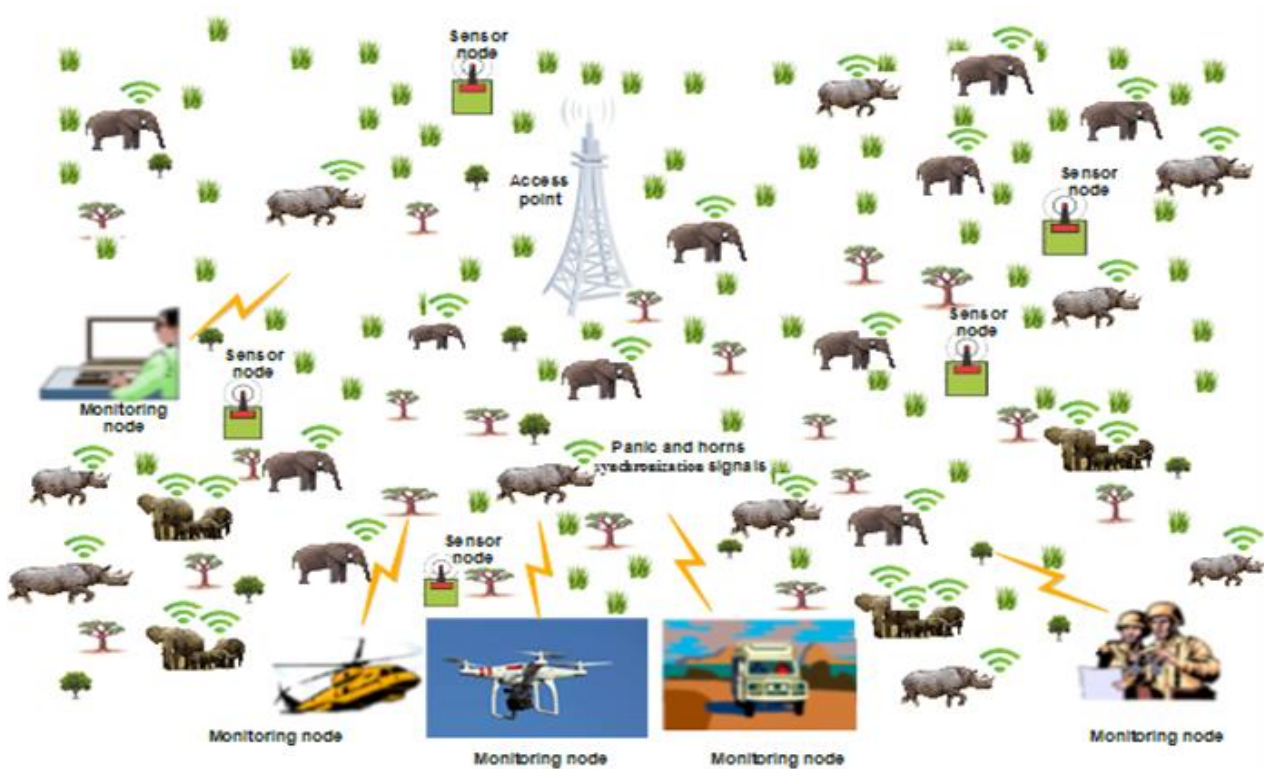 Sensor
node
Access
point
Sensor
node
Sensor
node
Sensor
node
Monitoring
node
Panic and horns
synchronization signals
Sensor
node
Monitoring node
Monitoring node
Monitoring node
Monitoring node